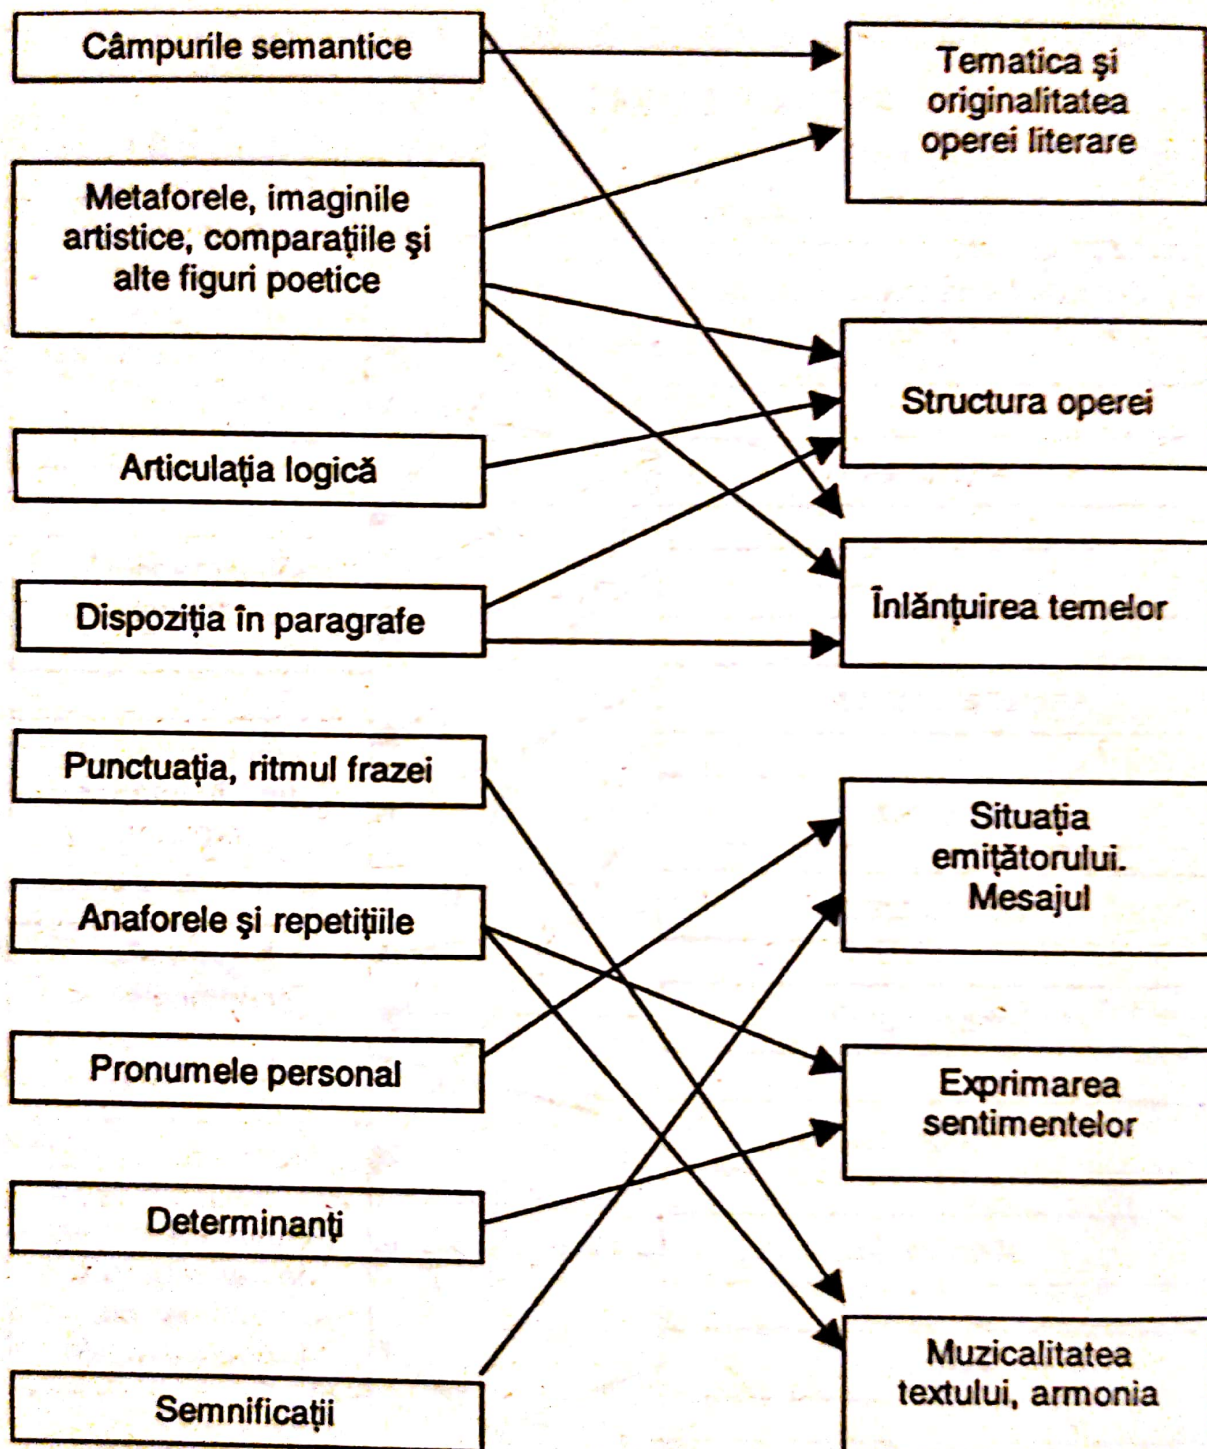 Câmpurile semantice
Metaforele, imaginile
artistice, comparaţiile şi
alte figuri poetice
Articulaţia logică
Dispoziţia în paragrafe
Punctuaţia, ritmul frazei
Anaforele şi repetiţiile
Pronumele personal
Determinanţi
Semnificaţii
Tematica şi
originalitatea
operei literare
Structura operei
Înlănţuirea temelor
Situaţia
emiţătorului.
Mesajul
Exprimarea
sentimentelor
Muzicalitatea
textului, armonia